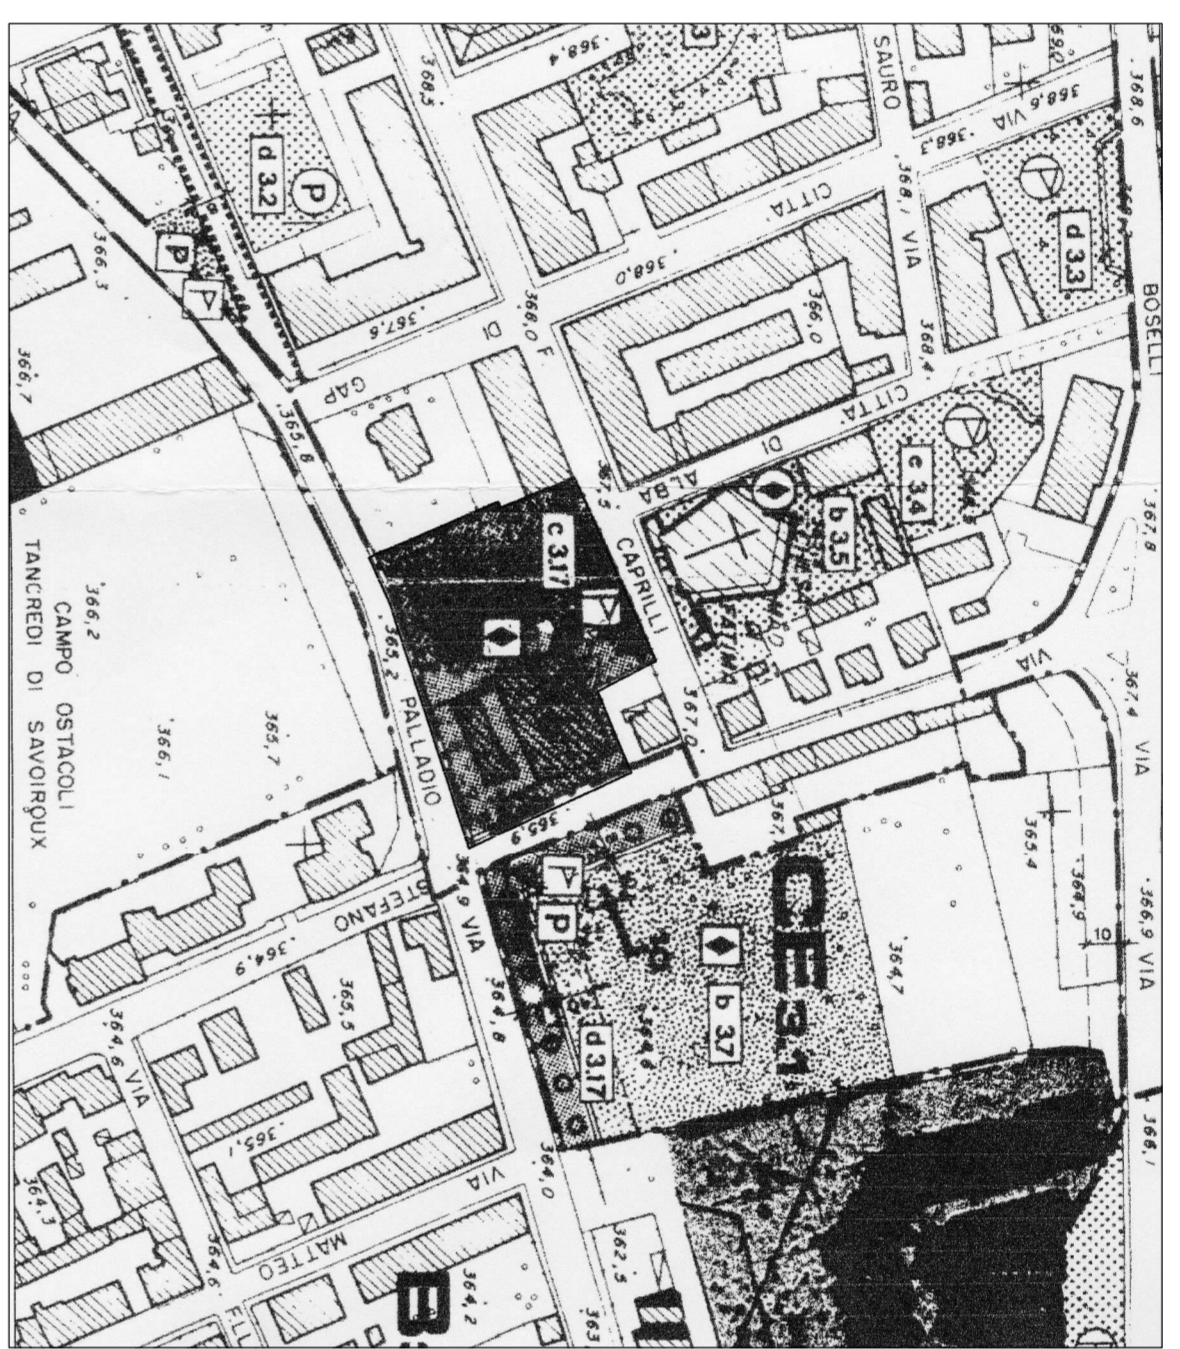 368,5
368,4
SAURO
368,6
VIA
368,3
368,6
d 3.2
P
CITTA'
368,1 VIA
d 3.3
366,3
P
368,0
BOSELLI
367,6
DI
368,0
F.
366,0
368,4
GAP
CITTA'
DI
ALBA
e 3.4
366,7
365,6
367,5
b 3.5
367,8
CAPRILLI
c 3.17
FATIMA
366,2
CAMPO OSTACOLI
TANCREDI DI SAVOIROUX
365,2
PALLADIO
367,0
VIA
367,4
VIA
365,7
366,1
365,9
365,4
364,9
364,9 VIA
STEFANO
P
CE 3.1
b 3.7
364,7
366,9 VIA
10
364,9
365,5
364,8
d 3.17
364,6 VIA
365,1
364,0
VIA
366,1
364,3
364,6
MATTEO
362,5
364,2
B
363